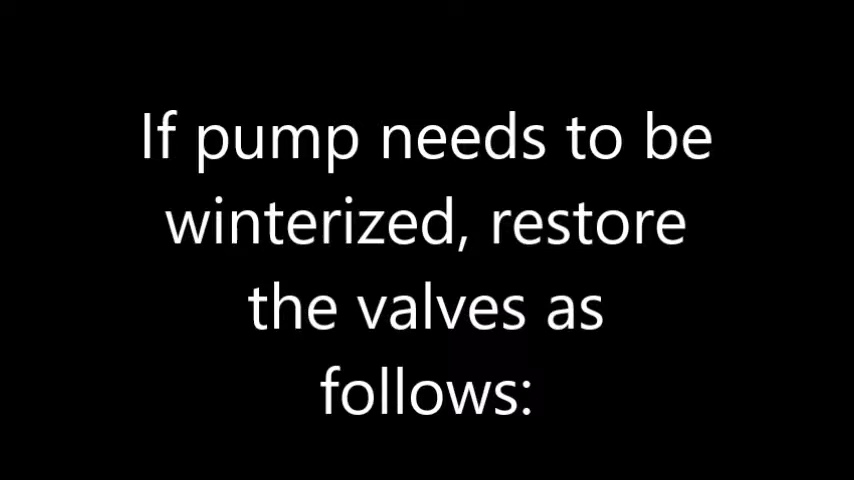 If pump needs to be
winterized, restore
the valves as
follows: